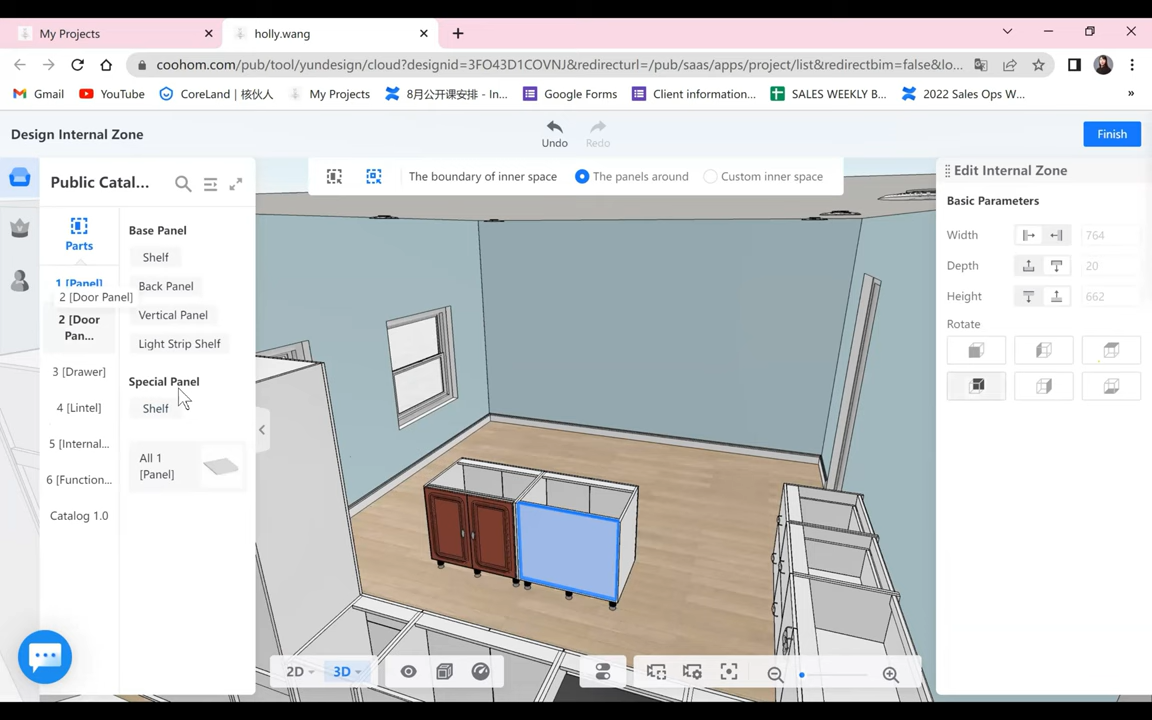 My Projects
holly.wang
coohom.com/pub/tool/yundesign/cloud?designid=3FO43D1COVNJ&redirecturl=/pub/saas/apps/project/list&redirectbim=false&lo...
Gmail
YouTube
CoreLand | 核伙人
My Projects
8月公开课安排 - In...
Google Forms
Client information...
SALES WEEKLY B...
2022 Sales Ops W...
»
Design Internal Zone
Undo
Redo
Finish
Public Catal...
The boundary of inner space
The panels around
Custom inner space
Edit Internal Zone
Basic Parameters
Parts
Base Panel
Shelf
Width
764
1 [Panel]
2 [Door Panel]
Back Panel
Depth
20
2 [Door
Pan...
Vertical Panel
Height
662
Light Strip Shelf
Rotate
3 [Drawer]
Special Panel
4 [Lintel]
Shelf
5 [Internal...
All 1
[Panel]
6 [Function...
Catalog 1.0
2D
3D